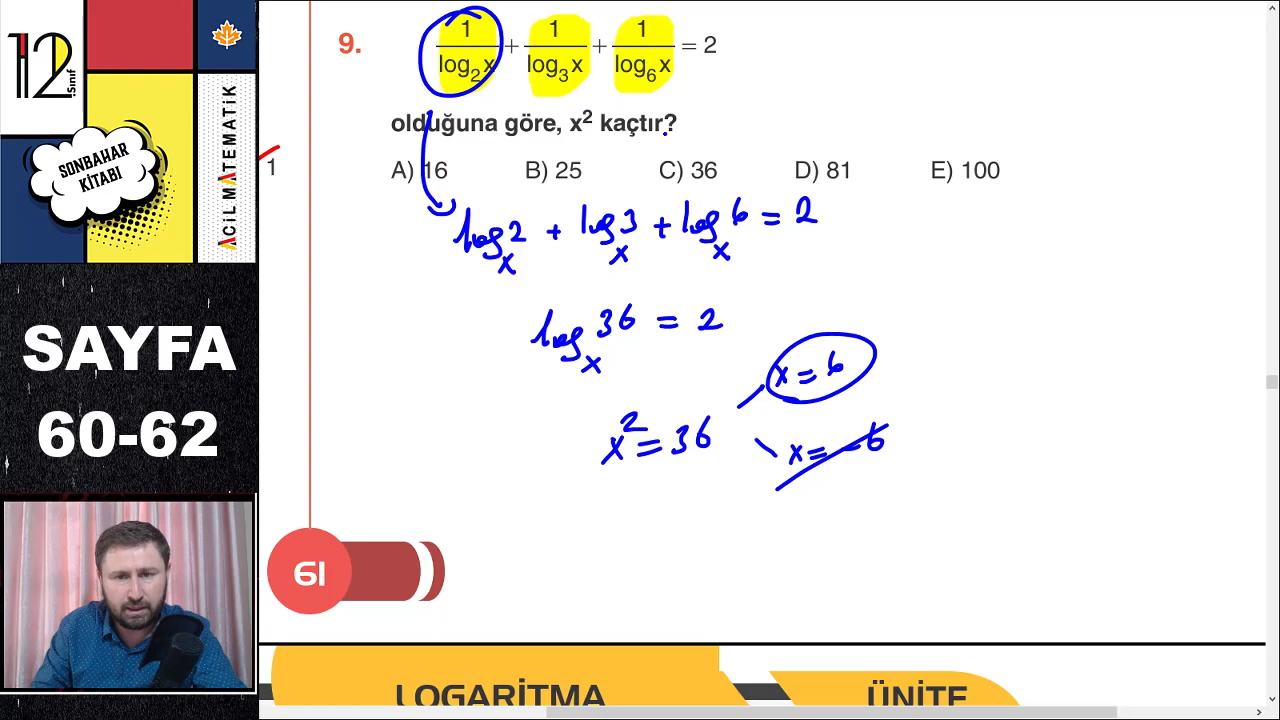 12
.Sınıf
SONBAHAR
KİTABI
ACİL MATEMATİK
SAYFA
60-62
1
9. 1/log₂x + 1/log₃x + 1/log₆x = 2
olduğuna göre, x² kaçtır?
A) 16 B) 25 C) 36 D) 81 E) 100
logₓ2 + logₓ3 + logₓ6 = 2
logₓ36 = 2
x = 6
x² = 36
x = -6
61
LOGARİTMA
ÜNİTE